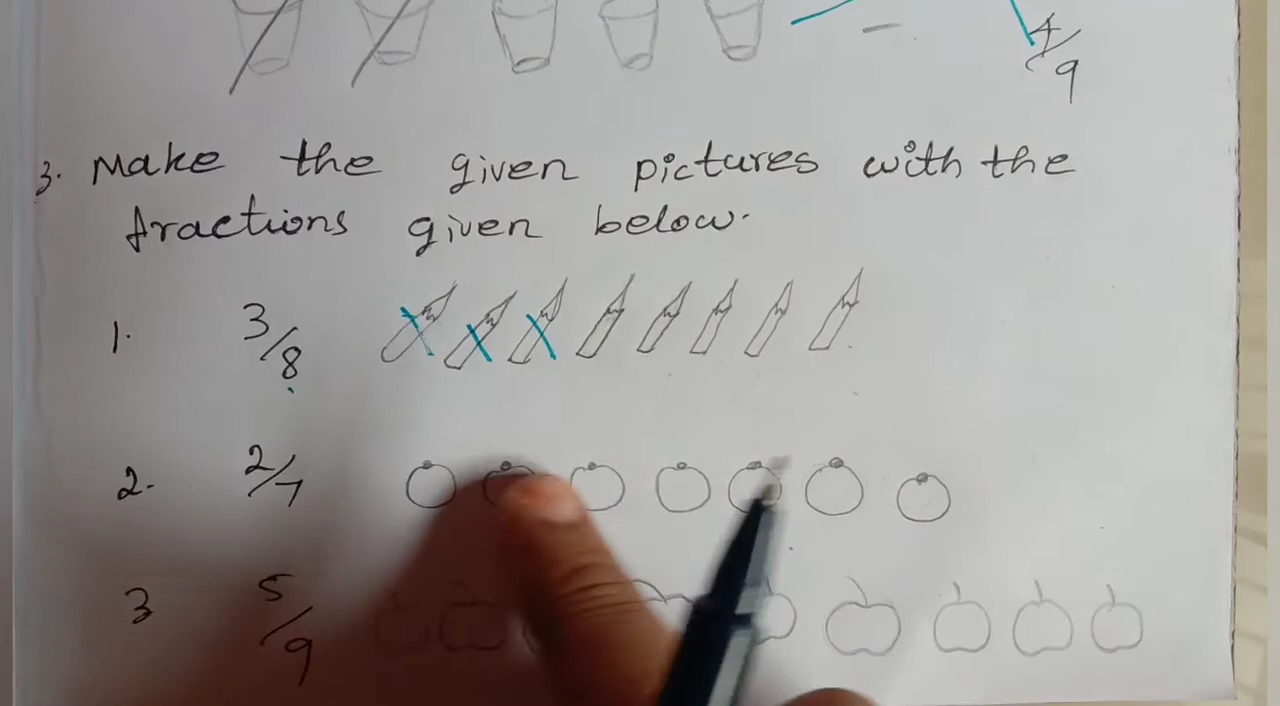 4/9
3. Make the given pictures with the
fractions given below.
1. 3/8
2. 2/7
3 5/9